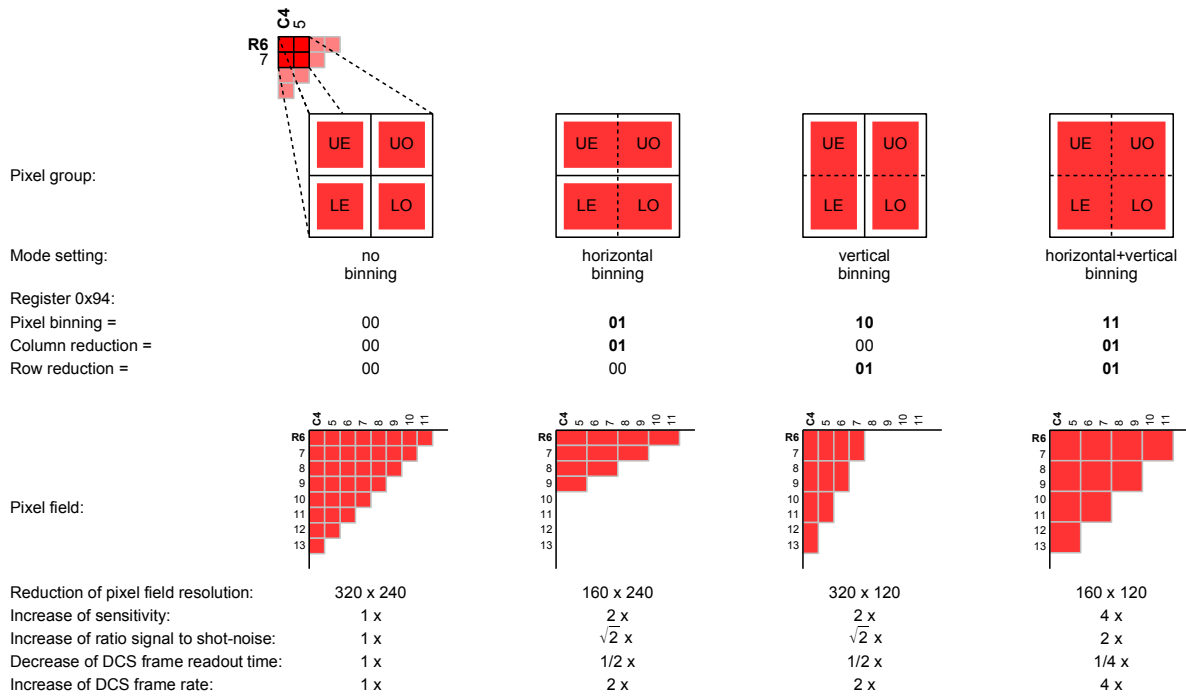 C4 5
R6
7
UE UO UE UO UE UO UE UO
Pixel group:
LE LO LE LO LE LO LE LO
Mode setting: no horizontal vertical horizontal+vertical
binning binning binning binning
Register 0x94:
Pixel binning = 00 01 10 11
Column reduction = 00 01 00 01
Row reduction = 00 00 01 01
C4 5 6 7 8 9 10 11 C4 5 6 7 8 9 10 11 C4 5 6 7 8 9 10 11 C4 5 6 7 8 9 10 11
R6 R6 R6 R6
7 7 7 7
8 8 8 8
9 9 9 9
10 10 10 10
Pixel field:
11 11 11 11
12 12 12 12
13 13 13 13
Reduction of pixel field resolution: 320 x 240 160 x 240 320 x 120 160 x 120
Increase of sensitivity: 1 x 2 x 2 x 4 x
Increase of ratio signal to shot-noise: 1 x √2 x √2 x 2 x
Decrease of DCS frame readout time: 1 x 1/2 x 1/2 x 1/4 x
Increase of DCS frame rate: 1 x 2 x 2 x 4 x